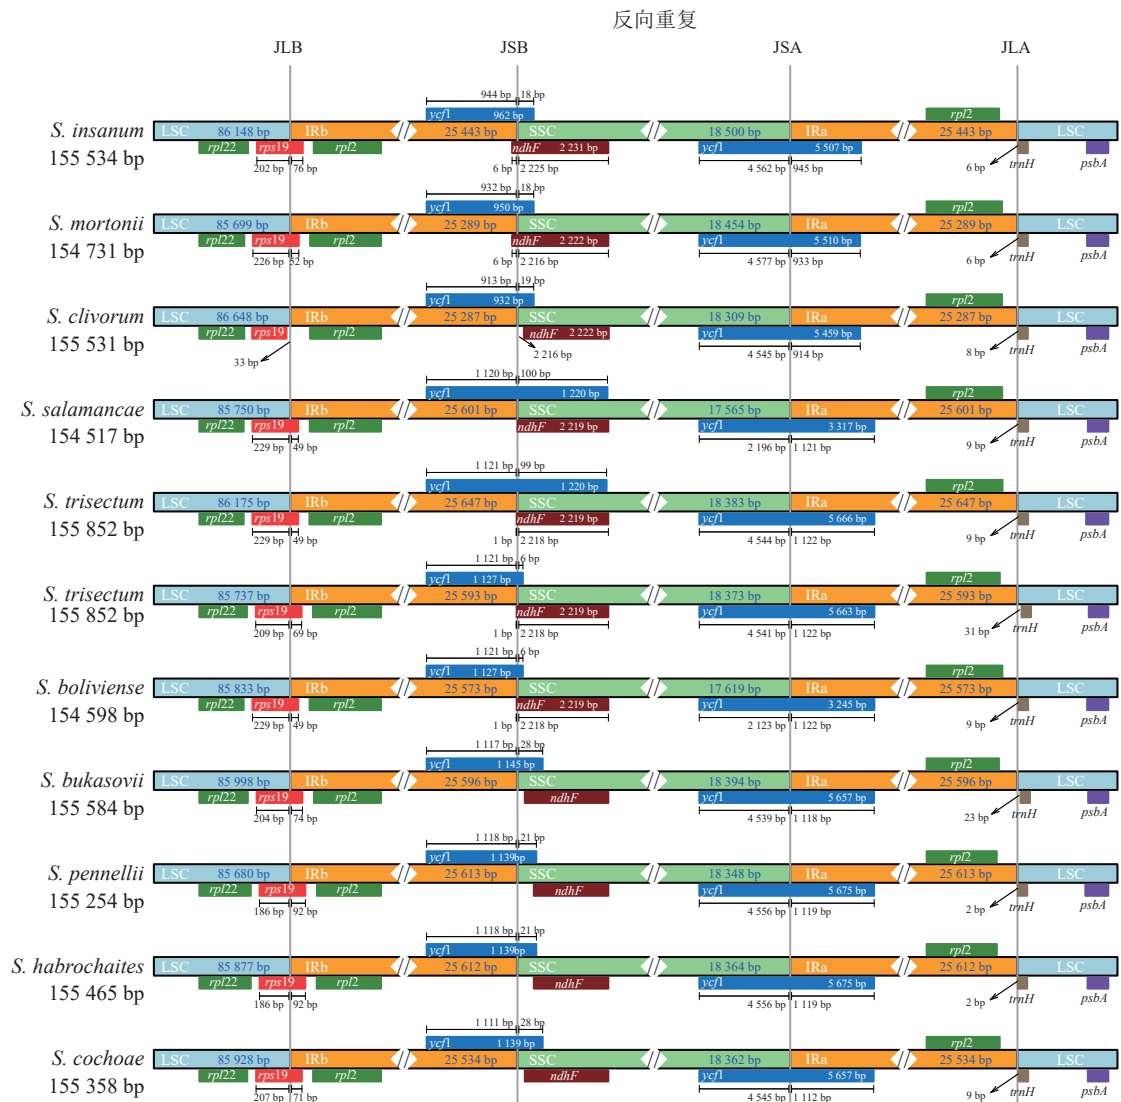 反向重复
JLB JSB JSA JLA
944 bp 18 bp
ycf1 962 bp rpl2
S. insanum LSC 86 148 bp IRb 25 443 bp SSC 18 500 bp IRa 25 443 bp LSC
155 534 bp rpl22 rps19 rpl2 ndhF 2 231 bp ycf1 5 507 bp trnH psbA
202 bp 76 bp 6 bp 2 225 bp 4 562 bp 945 bp 6 bp
932 bp 18 bp
ycf1 950 bp rpl2
S. mortonii LSC 85 699 bp IRb 25 289 bp SSC 18 454 bp IRa 25 289 bp LSC
154 731 bp rpl22 rps19 rpl2 ndhF 2 222 bp ycf1 5 510 bp trnH psbA
226 bp 52 bp 6 bp 2 216 bp 4 577 bp 933 bp 6 bp
913 bp 19 bp
ycf1 932 bp rpl2
S. clivorum LSC 86 648 bp IRb 25 287 bp SSC 18 309 bp IRa 25 287 bp LSC
155 531 bp rpl22 rps19 rpl2 ndhF 2 222 bp ycf1 5 459 bp trnH psbA
33 bp 2 216 bp 4 545 bp 914 bp 8 bp
1 120 bp 100 bp
ycf1 1 220 bp rpl2
S. salamancae LSC 85 750 bp IRb 25 601 bp SSC 17 565 bp IRa 25 601 bp LSC
154 517 bp rpl22 rps19 rpl2 ndhF 2 219 bp ycf1 3 317 bp trnH psbA
229 bp 49 bp 2 196 bp 1 121 bp 9 bp
1 121 bp 99 bp
ycf1 1 220 bp rpl2
S. trisectum LSC 86 175 bp IRb 25 647 bp SSC 18 383 bp IRa 25 647 bp LSC
155 852 bp rpl22 rps19 rpl2 ndhF 2 219 bp ycf1 5 666 bp trnH psbA
229 bp 49 bp 1 bp 2 218 bp 4 544 bp 1 122 bp 9 bp
1 121 bp 6 bp
ycf1 1 127 bp rpl2
S. trisectum LSC 85 737 bp IRb 25 593 bp SSC 18 373 bp IRa 25 593 bp LSC
155 852 bp rpl22 rps19 rpl2 ndhF 2 219 bp ycf1 5 663 bp trnH psbA
209 bp 69 bp 1 bp 2 218 bp 4 541 bp 1 122 bp 31 bp
1 121 bp 6 bp
ycf1 1 127 bp rpl2
S. boliviense LSC 85 833 bp IRb 25 573 bp SSC 17 619 bp IRa 25 573 bp LSC
154 598 bp rpl22 rps19 rpl2 ndhF 2 219 bp ycf1 3 245 bp trnH psbA
229 bp 49 bp 1 bp 2 218 bp 2 123 bp 1 122 bp 9 bp
1 117 bp 28 bp
ycf1 1 145 bp rpl2
S. bukasovii LSC 85 998 bp IRb 25 596 bp SSC 18 394 bp IRa 25 596 bp LSC
155 584 bp rpl22 rps19 rpl2 ndhF ycf1 5 657 bp trnH psbA
204 bp 74 bp 4 539 bp 1 118 bp 23 bp
1 118 bp 21 bp
ycf1 1 139bp rpl2
S. pennellii LSC 85 680 bp IRb 25 613 bp SSC 18 348 bp IRa 25 613 bp LSC
155 254 bp rpl22 rps19 rpl2 ndhF ycf1 5 675 bp trnH psbA
186 bp 92 bp 4 556 bp 1 119 bp 2 bp
1 118 bp 21 bp
ycf1 1 139bp rpl2
S. habrochaites LSC 85 877 bp IRb 25 612 bp SSC 18 364 bp IRa 25 612 bp LSC
155 465 bp rpl22 rps19 rpl2 ndhF ycf1 5 675 bp trnH psbA
186 bp 92 bp 4 556 bp 1 119 bp 2 bp
1 111 bp 28 bp
ycf1 1 139 bp rpl2
S. cochoae LSC 85 928 bp IRb 25 534 bp SSC 18 362 bp IRa 25 534 bp LSC
155 358 bp rpl22 rps19 rpl2 ndhF ycf1 5 657 bp trnH psbA
207 bp 71 bp 4 545 bp 1 112 bp 9 bp